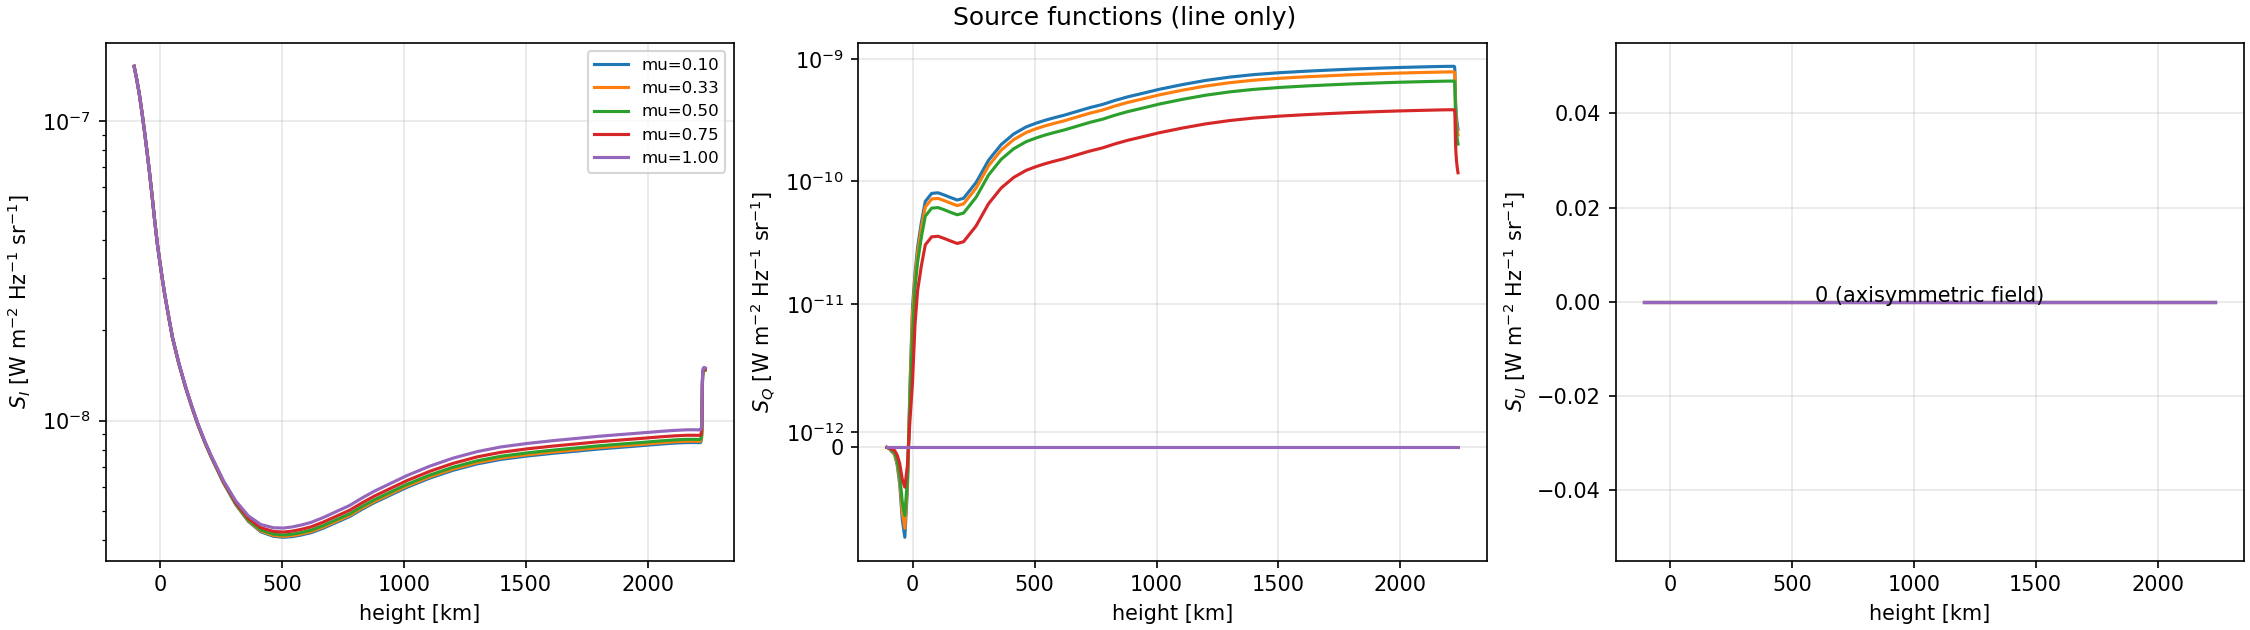 Source functions (line only)
S_I [W m⁻² Hz⁻¹ sr⁻¹]
10⁻⁷
10⁻⁸
mu=0.10
mu=0.33
mu=0.50
mu=0.75
mu=1.00
0 500 1000 1500 2000
height [km]
S_Q [W m⁻² Hz⁻¹ sr⁻¹]
10⁻⁹
10⁻¹⁰
10⁻¹¹
10⁻¹²
0
0 500 1000 1500 2000
height [km]
S_U [W m⁻² Hz⁻¹ sr⁻¹]
0.04
0.02
0.00
−0.02
−0.04
0 (axisymmetric field)
0 500 1000 1500 2000
height [km]